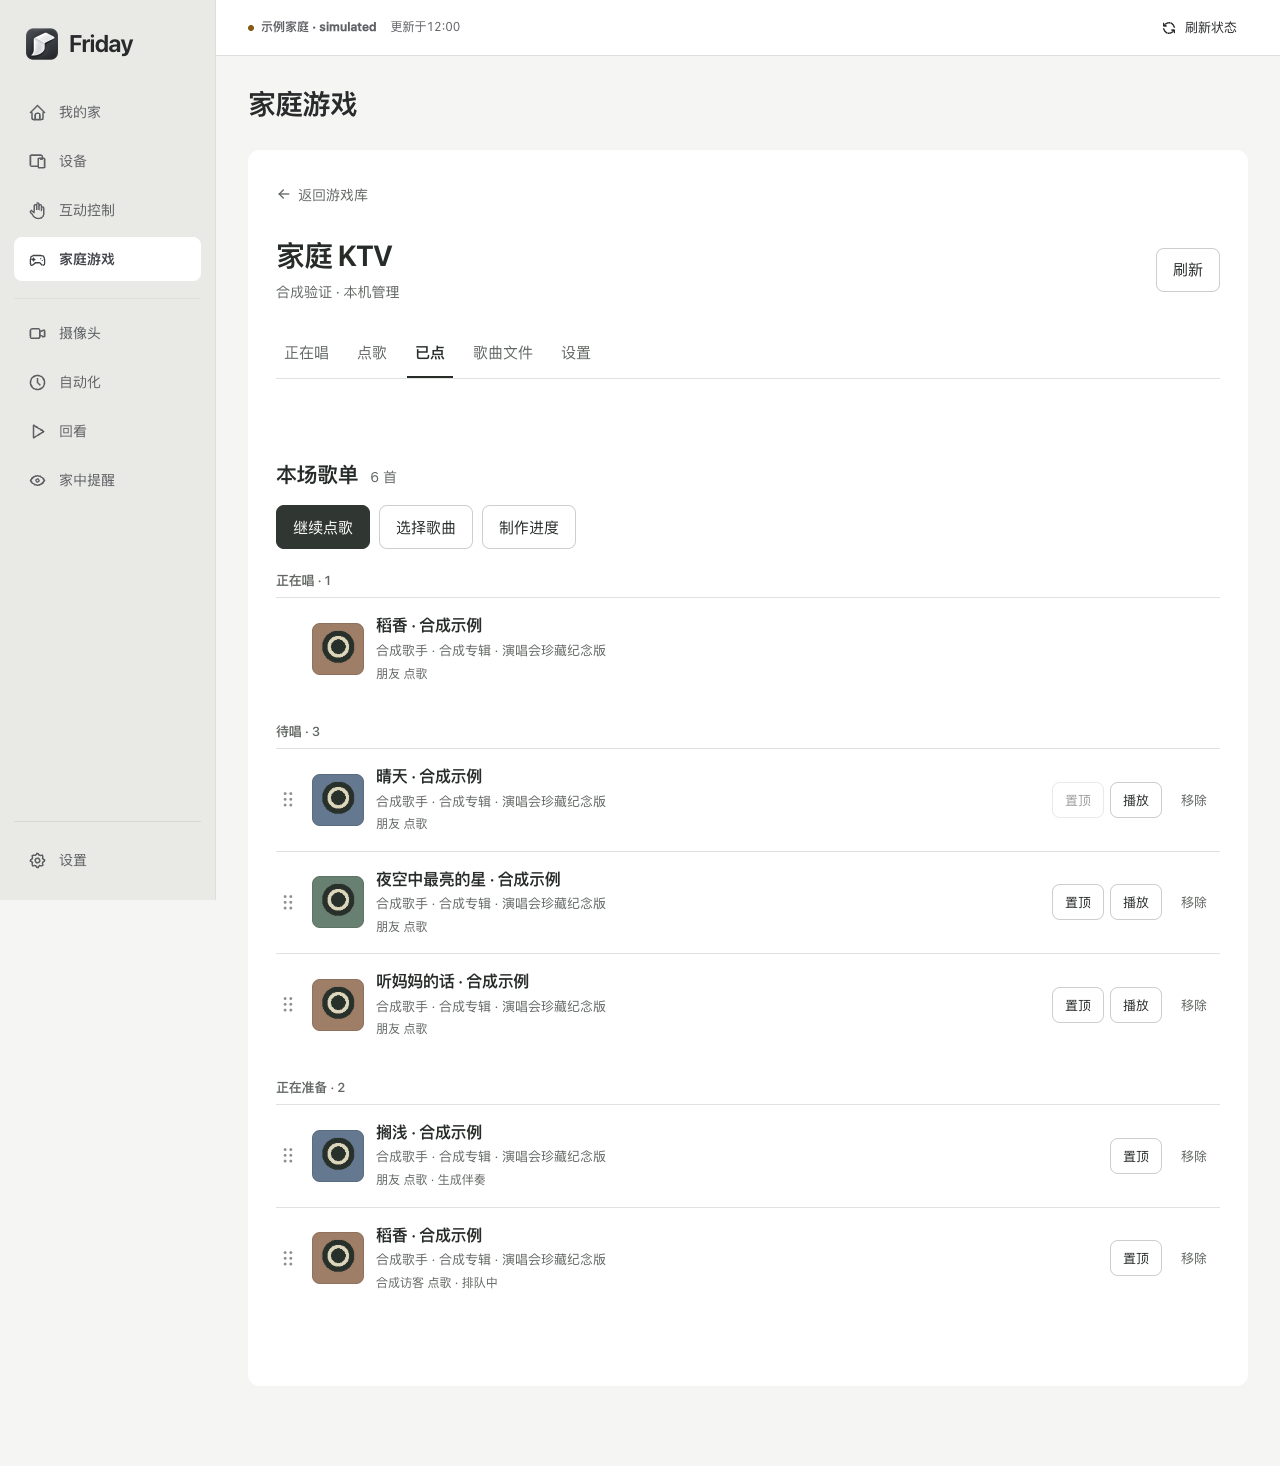 Friday
我的家
设备
互动控制
家庭游戏
摄像头
自动化
回看
家中提醒
设置
示例家庭 · simulated 更新于12:00
刷新状态
家庭游戏
返回游戏库
家庭 KTV
合成验证 · 本机管理
刷新
正在唱 点歌 已点 歌曲文件 设置
本场歌单 6 首
继续点歌 选择歌曲 制作进度
正在唱 · 1
稻香 · 合成示例
合成歌手 · 合成专辑 · 演唱会珍藏纪念版
朋友 点歌
待唱 · 3
晴天 · 合成示例
合成歌手 · 合成专辑 · 演唱会珍藏纪念版
朋友 点歌
置顶 播放 移除
夜空中最亮的星 · 合成示例
合成歌手 · 合成专辑 · 演唱会珍藏纪念版
朋友 点歌
置顶 播放 移除
听妈妈的话 · 合成示例
合成歌手 · 合成专辑 · 演唱会珍藏纪念版
朋友 点歌
置顶 播放 移除
正在准备 · 2
搁浅 · 合成示例
合成歌手 · 合成专辑 · 演唱会珍藏纪念版
朋友 点歌 · 生成伴奏
置顶 移除
稻香 · 合成示例
合成歌手 · 合成专辑 · 演唱会珍藏纪念版
合成访客 点歌 · 排队中
置顶 移除